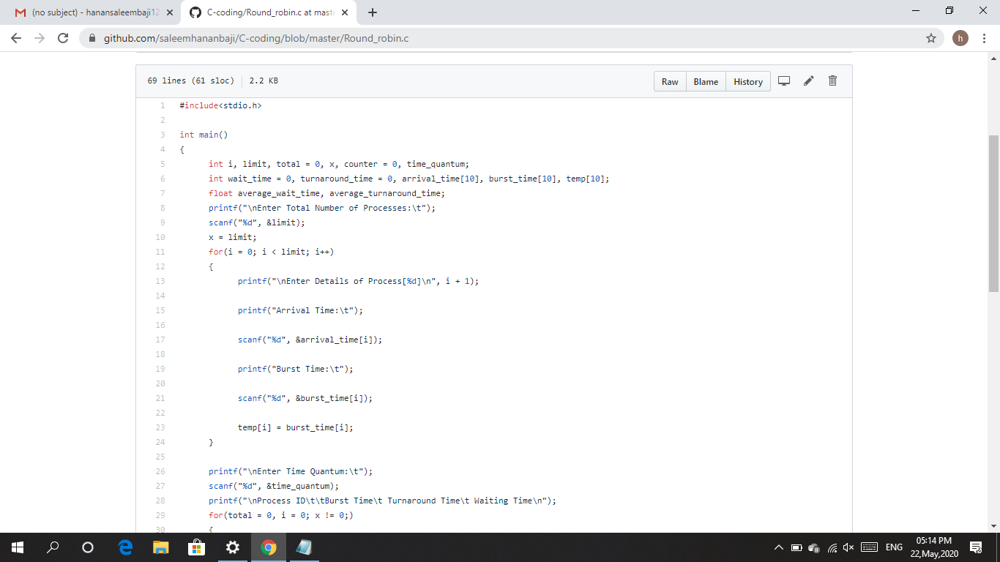 (no subject) - hanansaleembaji12
C-coding/Round_robin.c at maste
github.com/saleemhananbaji/C-coding/blob/master/Round_robin.c
h
69 lines (61 sloc) 2.2 KB
Raw Blame History
1 #include<stdio.h>
2
3 int main()
4 {
5 int i, limit, total = 0, x, counter = 0, time_quantum;
6 int wait_time = 0, turnaround_time = 0, arrival_time[10], burst_time[10], temp[10];
7 float average_wait_time, average_turnaround_time;
8 printf("\nEnter Total Number of Processes:\t");
9 scanf("%d", &limit);
10 x = limit;
11 for(i = 0; i < limit; i++)
12 {
13 printf("\nEnter Details of Process[%d]\n", i + 1);
14
15 printf("Arrival Time:\t");
16
17 scanf("%d", &arrival_time[i]);
18
19 printf("Burst Time:\t");
20
21 scanf("%d", &burst_time[i]);
22
23 temp[i] = burst_time[i];
24 }
25
26 printf("\nEnter Time Quantum:\t");
27 scanf("%d", &time_quantum);
28 printf("\nProcess ID\t\tBurst Time\t Turnaround Time\t Waiting Time\n");
29 for(total = 0, i = 0; x != 0;)
30 {
ENG
05:14 PM
22,May,2020